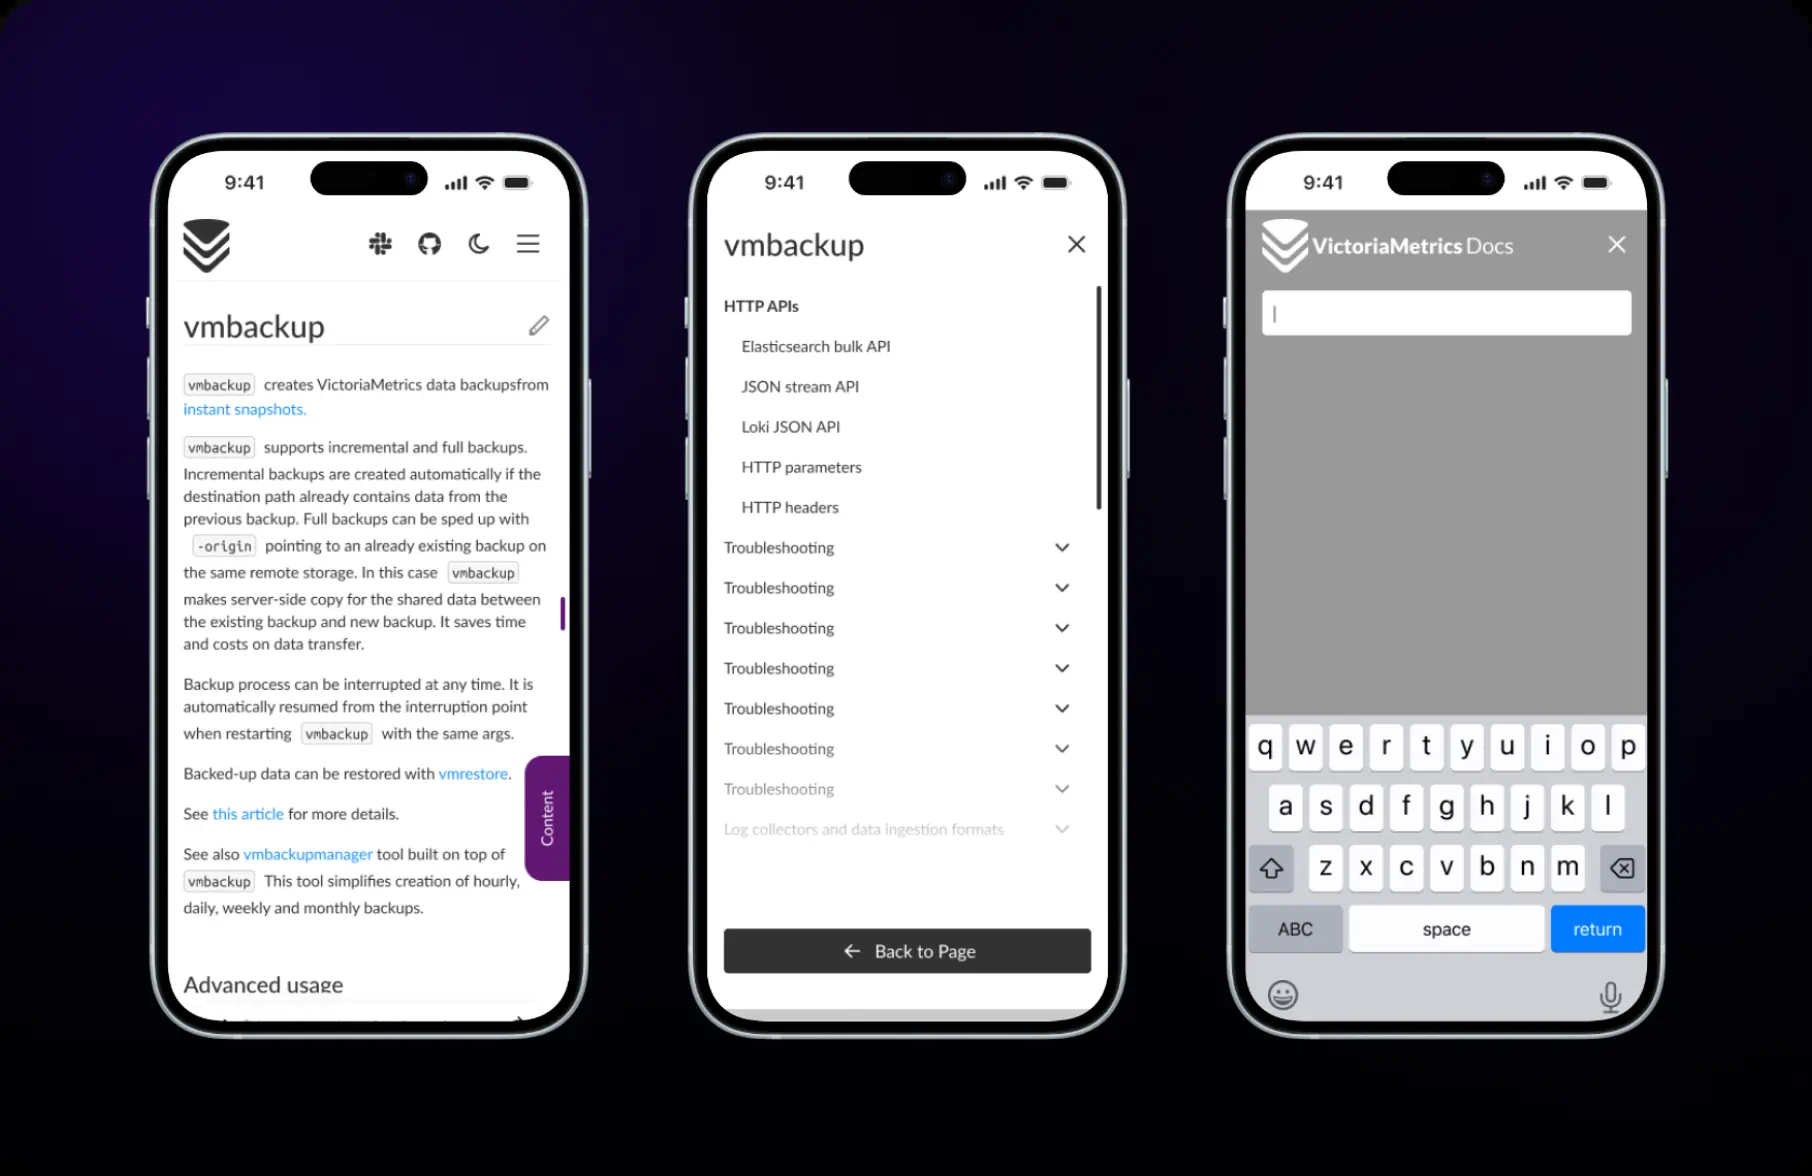 9:41
vmbackup
vmbackup creates VictoriaMetrics data backupsfrom
instant snapshots.
vmbackup supports incremental and full backups.
Incremental backups are created automatically if the
destination path already contains data from the
previous backup. Full backups can be sped up with
-origin pointing to an already existing backup on
the same remote storage. In this case vmbackup
makes server-side copy for the shared data between
the existing backup and new backup. It saves time
and costs on data transfer.
Backup process can be interrupted at any time. It is
automatically resumed from the interruption point
when restarting vmbackup with the same args.
Backed-up data can be restored with vmrestore.
See this article for more details.
See also vmbackupmanager tool built on top of
vmbackup This tool simplifies creation of hourly,
daily, weekly and monthly backups.
Content
Advanced usage
9:41
vmbackup
HTTP APIs
Elasticsearch bulk API
JSON stream API
Loki JSON API
HTTP parameters
HTTP headers
Troubleshooting
Troubleshooting
Troubleshooting
Troubleshooting
Troubleshooting
Troubleshooting
Troubleshooting
Log collectors and data ingestion formats
Back to Page
9:41
VictoriaMetrics Docs
q w e r t y u i o p
a s d f g h j k l
z x c v b n m
ABC space return